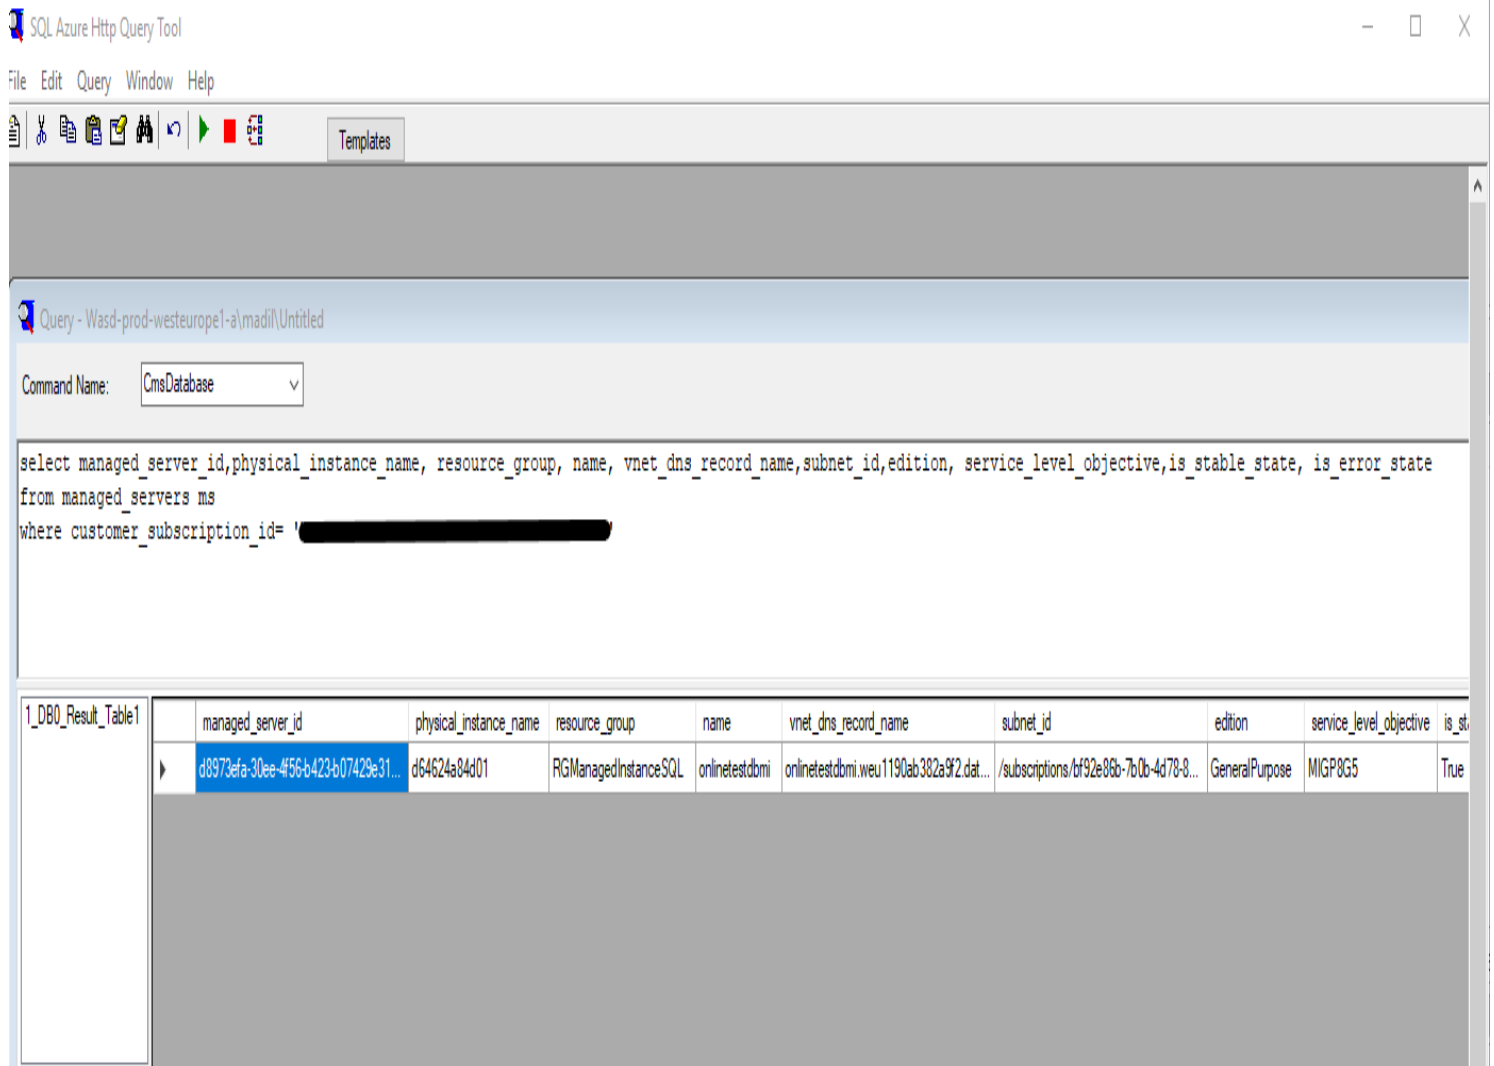 SQL Azure Http Query Tool
File Edit Query Window Help
Templates
Query - Wasd-prod-westeurope1-a\madil\Untitled
Command Name: CmsDatabase
select managed_server_id,physical_instance_name, resource_group, name, vnet_dns_record_name,subnet_id,edition, service_level_objective,is_stable_state, is_error_state
from managed_servers ms
where customer_subscription_id= '
1_DB0_Result_Table1
managed_server_id physical_instance_name resource_group name vnet_dns_record_name subnet_id edition service_level_objective is_st
d8973efa-30ee-4f56-b423-b07429e31... d64624a84d01 RGManagedInstanceSQL onlinetestdbmi onlinetestdbmi.weu1190ab382a9f2.dat... /subscriptions/bf92e86b-7b0b-4d78-8... GeneralPurpose MIGP8G5 True